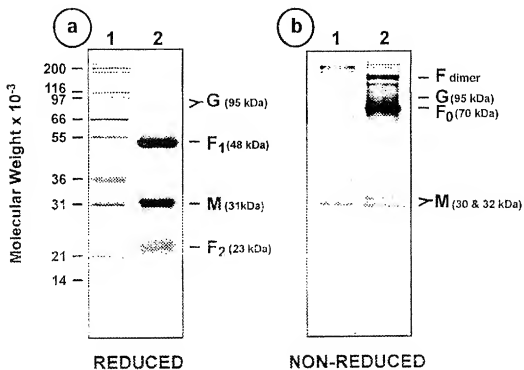 a
b
1 2
1 2
Molecular Weight x 10-3
200
116
97
66
55
36
31
21
14
G (95 kDa)
F1 (48 kDa)
M (31kDa)
F2 (23 kDa)
F dimer
G (95 kDa)
F0 (70 kDa)
M (30 & 32 kDa)
REDUCED
NON-REDUCED